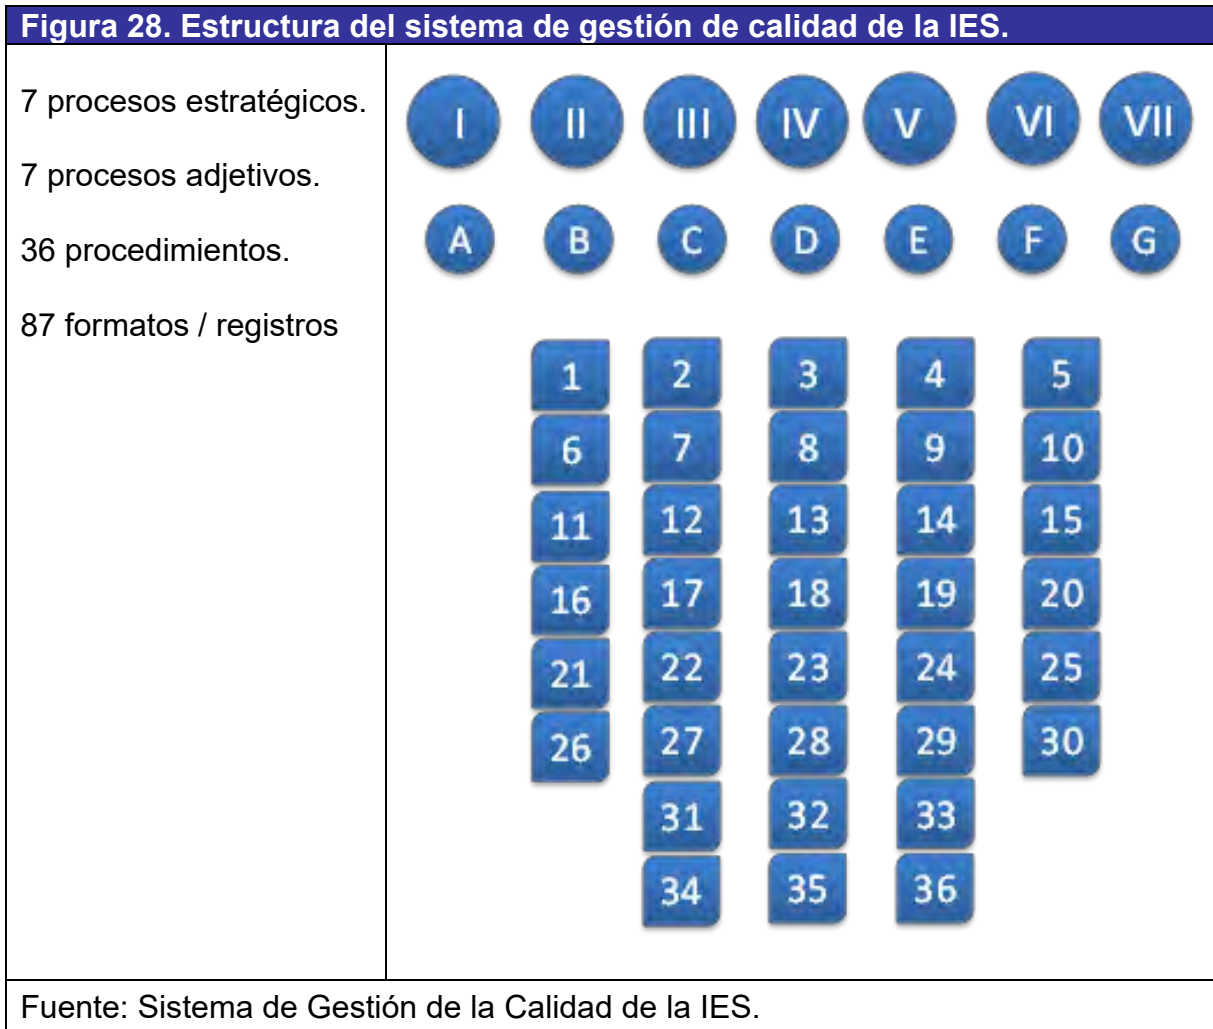 Figura 28. Estructura del sistema de gestión de calidad de la IES.
7 procesos estratégicos.
7 procesos adjetivos.
36 procedimientos.
87 formatos / registros
I II III IV V VI VII
A B C D E F G
1 2 3 4 5
6 7 8 9 10
11 12 13 14 15
16 17 18 19 20
21 22 23 24 25
26 27 28 29 30
31 32 33
34 35 36
Fuente: Sistema de Gestión de la Calidad de la IES.